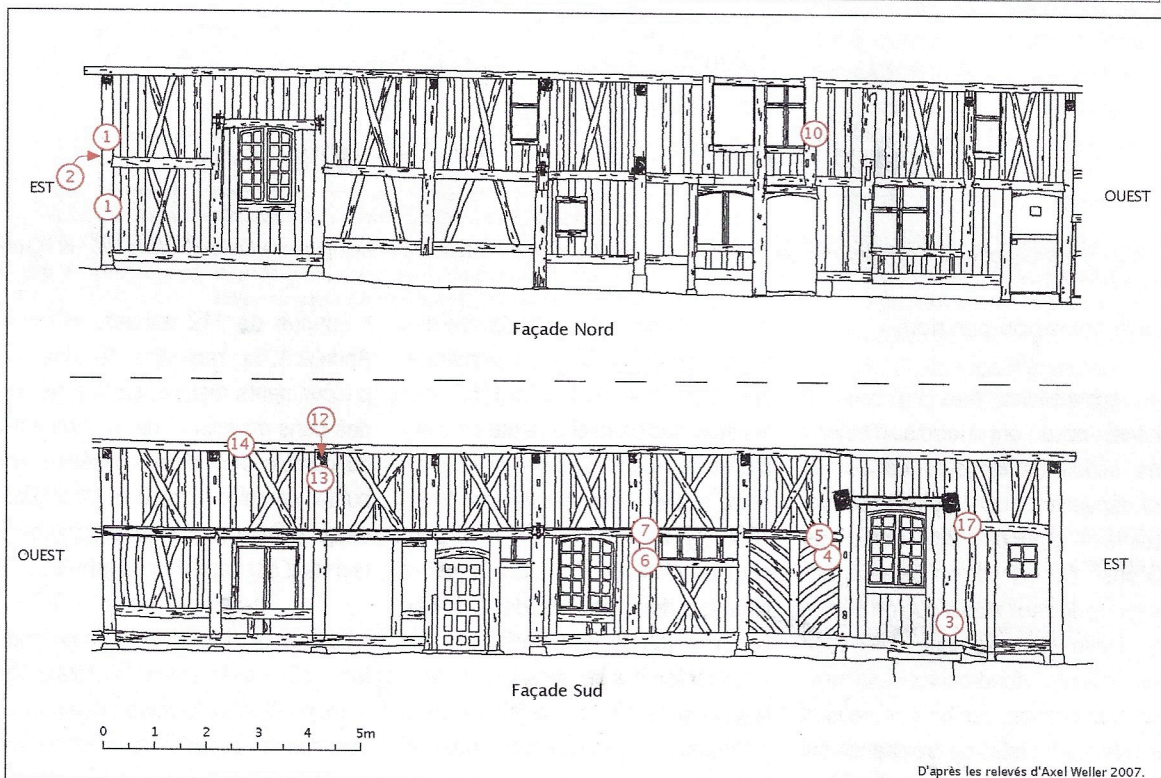 1
10
2
EST
1
OUEST
Façade Nord
12
14
13
7
5
17
OUEST
6
4
EST
3
Façade Sud
0 1 2 3 4 5m
D'après les relevés d'Axel Weller 2007.